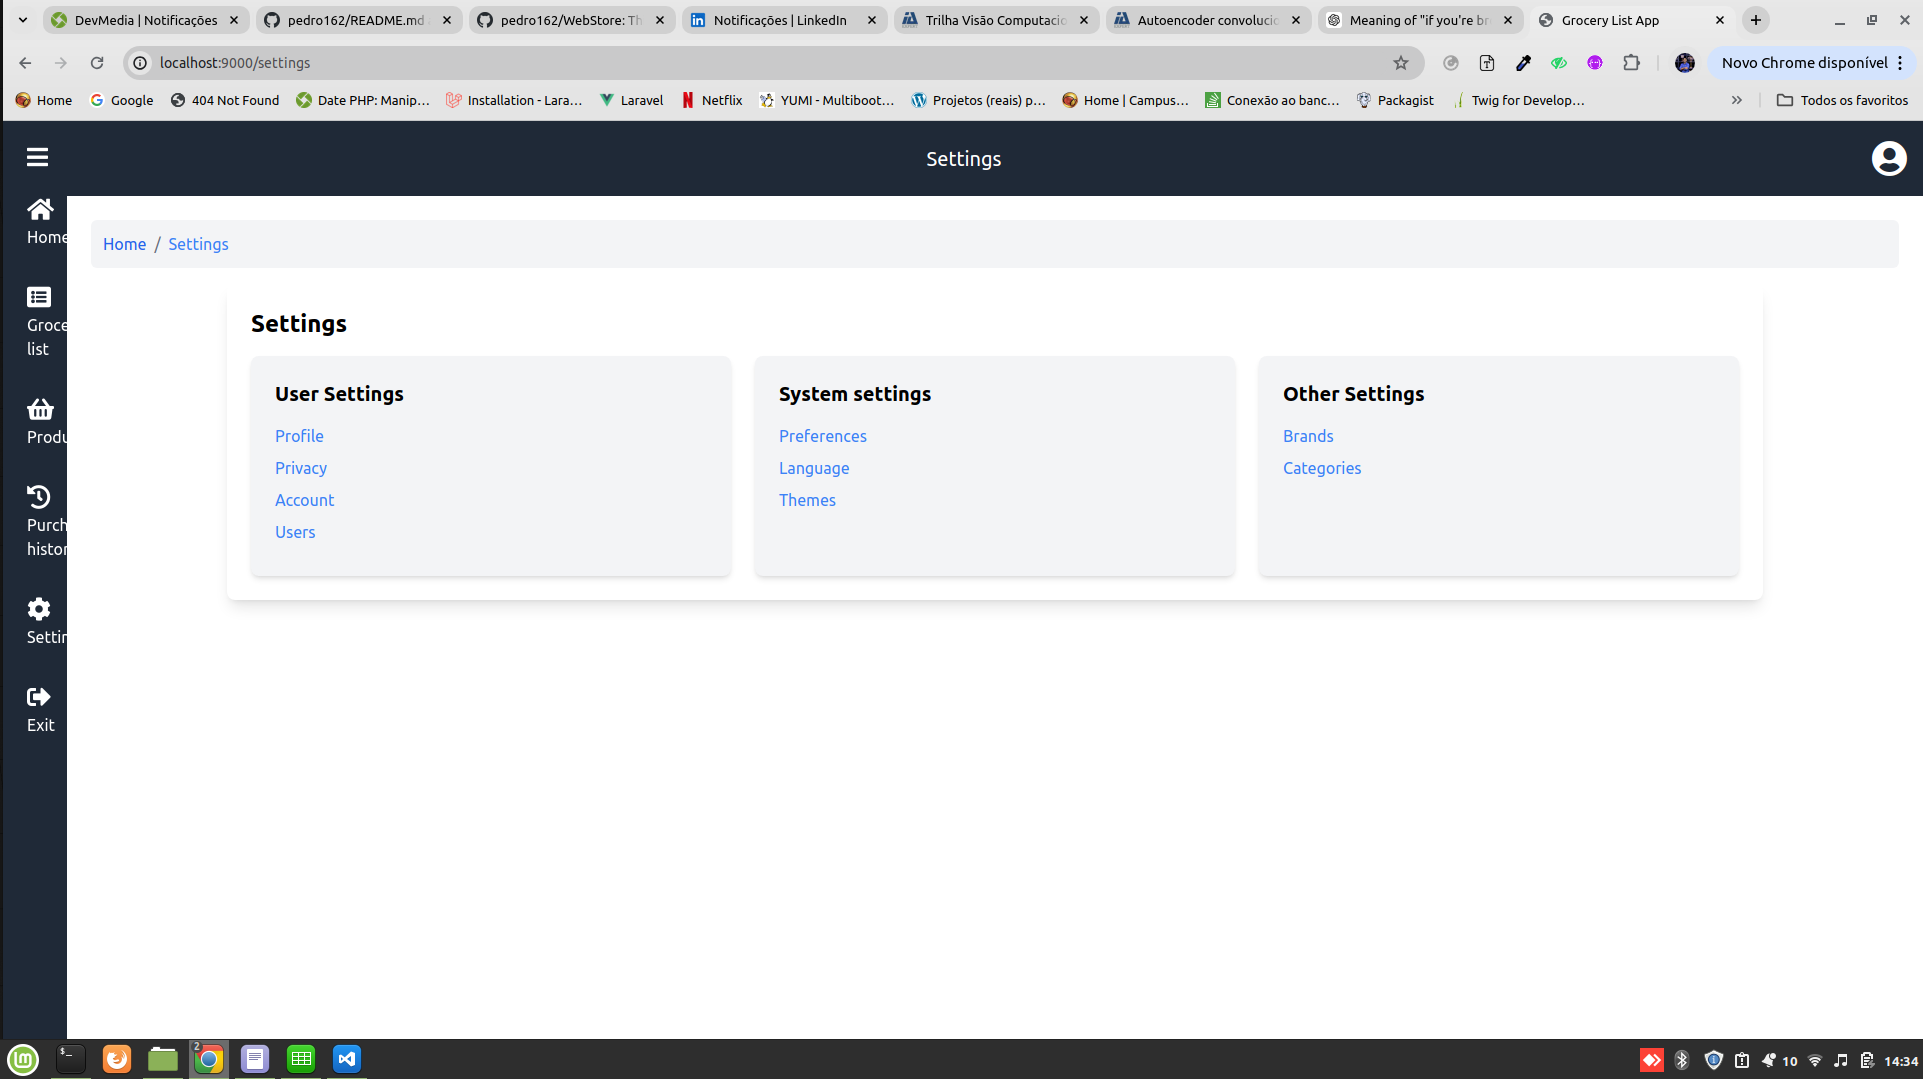 DevMedia | Notificações
pedro162/README.md
pedro162/WebStore: Th
Notificações | LinkedIn
Trilha Visão Computacio
Autoencoder convolucio
Meaning of "if you're br
Grocery List App
localhost:9000/settings
Novo Chrome disponível
Home
Google
404 Not Found
Date PHP: Manip...
Installation - Lara...
Laravel
Netflix
YUMI - Multiboot...
Projetos (reais) p...
Home | Campus...
Conexão ao banc...
Packagist
Twig for Develop...
»
Todos os favoritos
Settings
Home
Groce
list
Produ
Purch
histor
Settin
Exit
Home / Settings
Settings
User Settings
Profile
Privacy
Account
Users
System settings
Preferences
Language
Themes
Other Settings
Brands
Categories
2
10
14:34